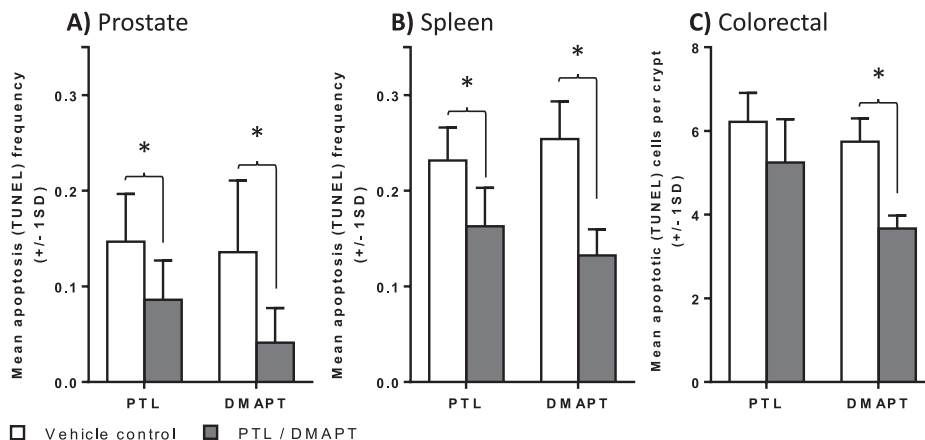 A) Prostate
Mean apoptosis (TUNEL) frequency
(+/- 1SD)
0.3
0.2
0.1
0.0
*
*
PTL
DMAPT
B) Spleen
Mean apoptosis (TUNEL) frequency
(+/- 1SD)
0.3
0.2
0.1
0.0
*
*
PTL
DMAPT
C) Colorectal
Mean apoptotic (TUNEL) cells per crypt
(+/- 1SD)
8
6
4
2
0
*
PTL
DMAPT
Vehicle control
PTL / DMAPT